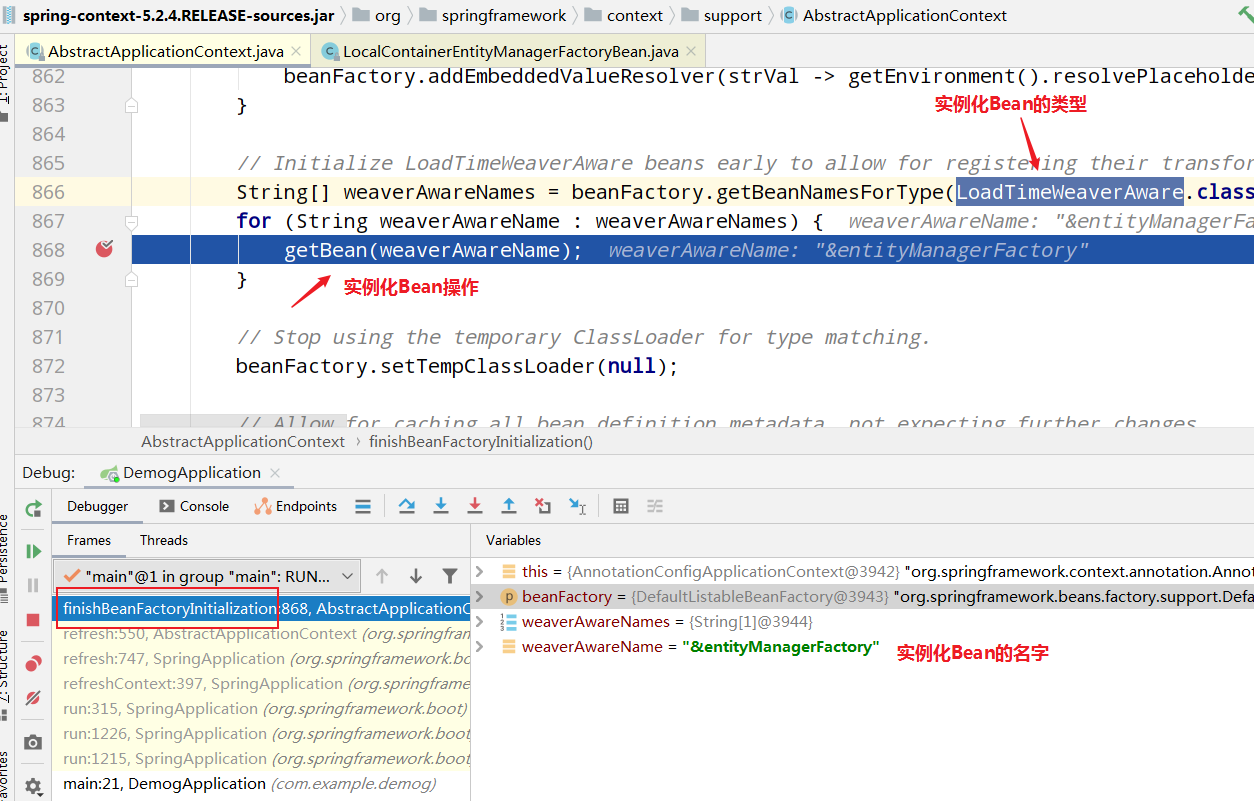 spring-context-5.2.4.RELEASE-sources.jar org springframework context support AbstractApplicationContext
AbstractApplicationContext.java LocalContainerEntityManagerFactoryBean.java
862 beanFactory.addEmbeddedValueResolver(strVal -> getEnvironment().resolvePlaceholde
实例化Bean的类型
863 }
864
865 // Initialize LoadTimeWeaverAware beans early to allow for registering their transfor
866 String[] weaverAwareNames = beanFactory.getBeanNamesForType(LoadTimeWeaverAware.class
867 for (String weaverAwareName : weaverAwareNames) { weaverAwareName: "&entityManagerFa
868 getBean(weaverAwareName); weaverAwareName: "&entityManagerFactory"
869 }
实例化Bean操作
870
871 // Stop using the temporary ClassLoader for type matching.
872 beanFactory.setTempClassLoader(null);
873
874 // Allow for caching all bean definition metadata, not expecting further changes
AbstractApplicationContext › finishBeanFactoryInitialization()
Debug: DemogApplication
Debugger Console Endpoints
Frames Threads
Variables
"main"@1 in group "main": RUN...
finishBeanFactoryInitialization:868, AbstractApplicationC
refresh:550, AbstractApplicationContext (org.springfram
refresh:747, SpringApplication (org.springframework.bo
refreshContext:397, SpringApplication (org.springframe
run:315, SpringApplication (org.springframework.boot)
run:1226, SpringApplication (org.springframework.boot
run:1215, SpringApplication (org.springframework.boot
main:21, DemogApplication (com.example.demog)
this = {AnnotationConfigApplicationContext@3942} "org.springframework.context.annotation.Anno
beanFactory = {DefaultListableBeanFactory@3943} "org.springframework.beans.factory.support.Defa
weaverAwareNames = {String[1]@3944}
weaverAwareName = "&entityManagerFactory"
实例化Bean的名字
1: Project
Persistence
7: Structure
avorites